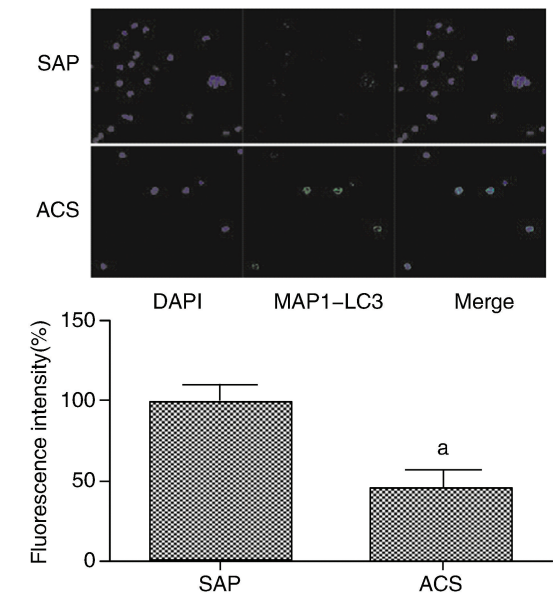 SAP
ACS
DAPI MAP1–LC3 Merge
Fluorescence intensity(%)
150
100
50
0
a
SAP ACS